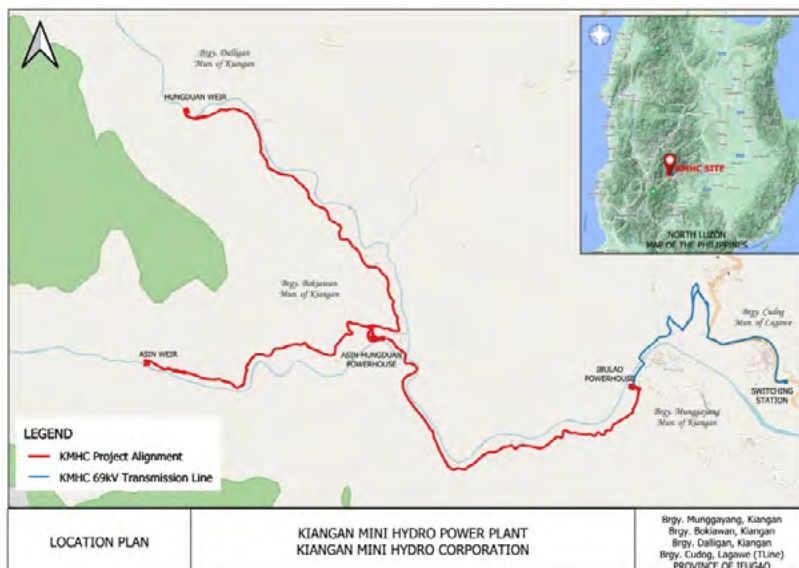 Brgy. Dalligan
Mun. of Kiangan
HUNGDUAN WEIR
KMHC SITE
NORTH LUZON
MAP OF THE PHILIPPINES
Brgy. Bokiawan
Mun. of Kiangan
Brgy. Cudog
Mun. of Lagawe
ASIN WEIR
ASIN-HUNGDUAN
POWERHOUSE
IBULAO
POWERHOUSE
SWITCHING
STATION
Brgy. Munggayang
Mun. of Kiangan
LEGEND
KMHC Project Alignment
KMHC 69kV Transmission Line
LOCATION PLAN
KIANGAN MINI HYDRO POWER PLANT
KIANGAN MINI HYDRO CORPORATION
Brgy. Munggayang, Kiangan
Brgy. Bokiawan, Kiangan
Brgy. Dalligan, Kiangan
Brgy. Cudog, Lagawe (TLine)
PROVINCE OF IFUGAO